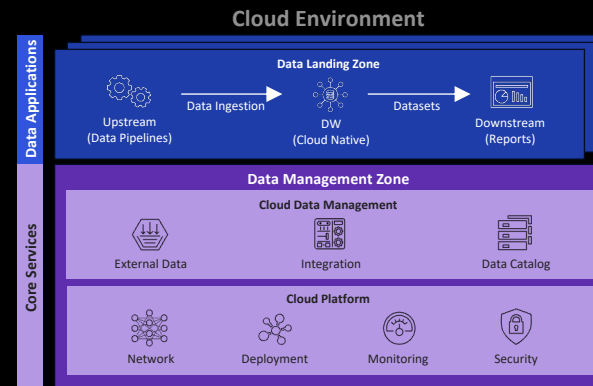 Cloud Environment
Data Applications
Data Landing Zone
Data Ingestion
Datasets
Upstream
(Data Pipelines)
DW
(Cloud Native)
Downstream
(Reports)
Core Services
Data Management Zone
Cloud Data Management
External Data
Integration
Data Catalog
Cloud Platform
Network
Deployment
Monitoring
Security